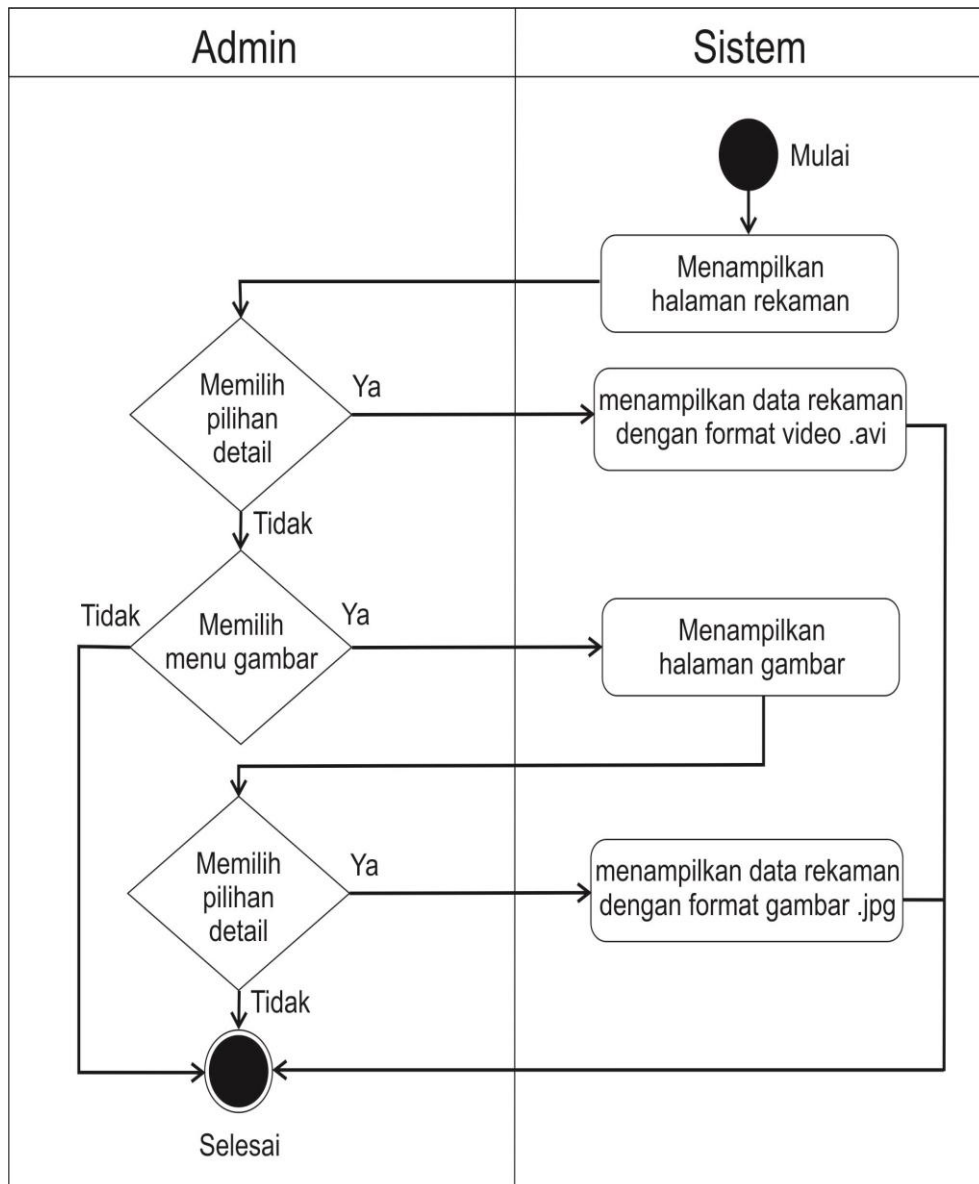 Admin
Sistem
Mulai
Menampilkan
halaman rekaman
Memilih
pilihan
detail
Ya
menampilkan data rekaman
dengan format video .avi
Tidak
Tidak
Memilih
menu gambar
Ya
Menampilkan
halaman gambar
Memilih
pilihan
detail
Ya
menampilkan data rekaman
dengan format gambar .jpg
Tidak
Selesai